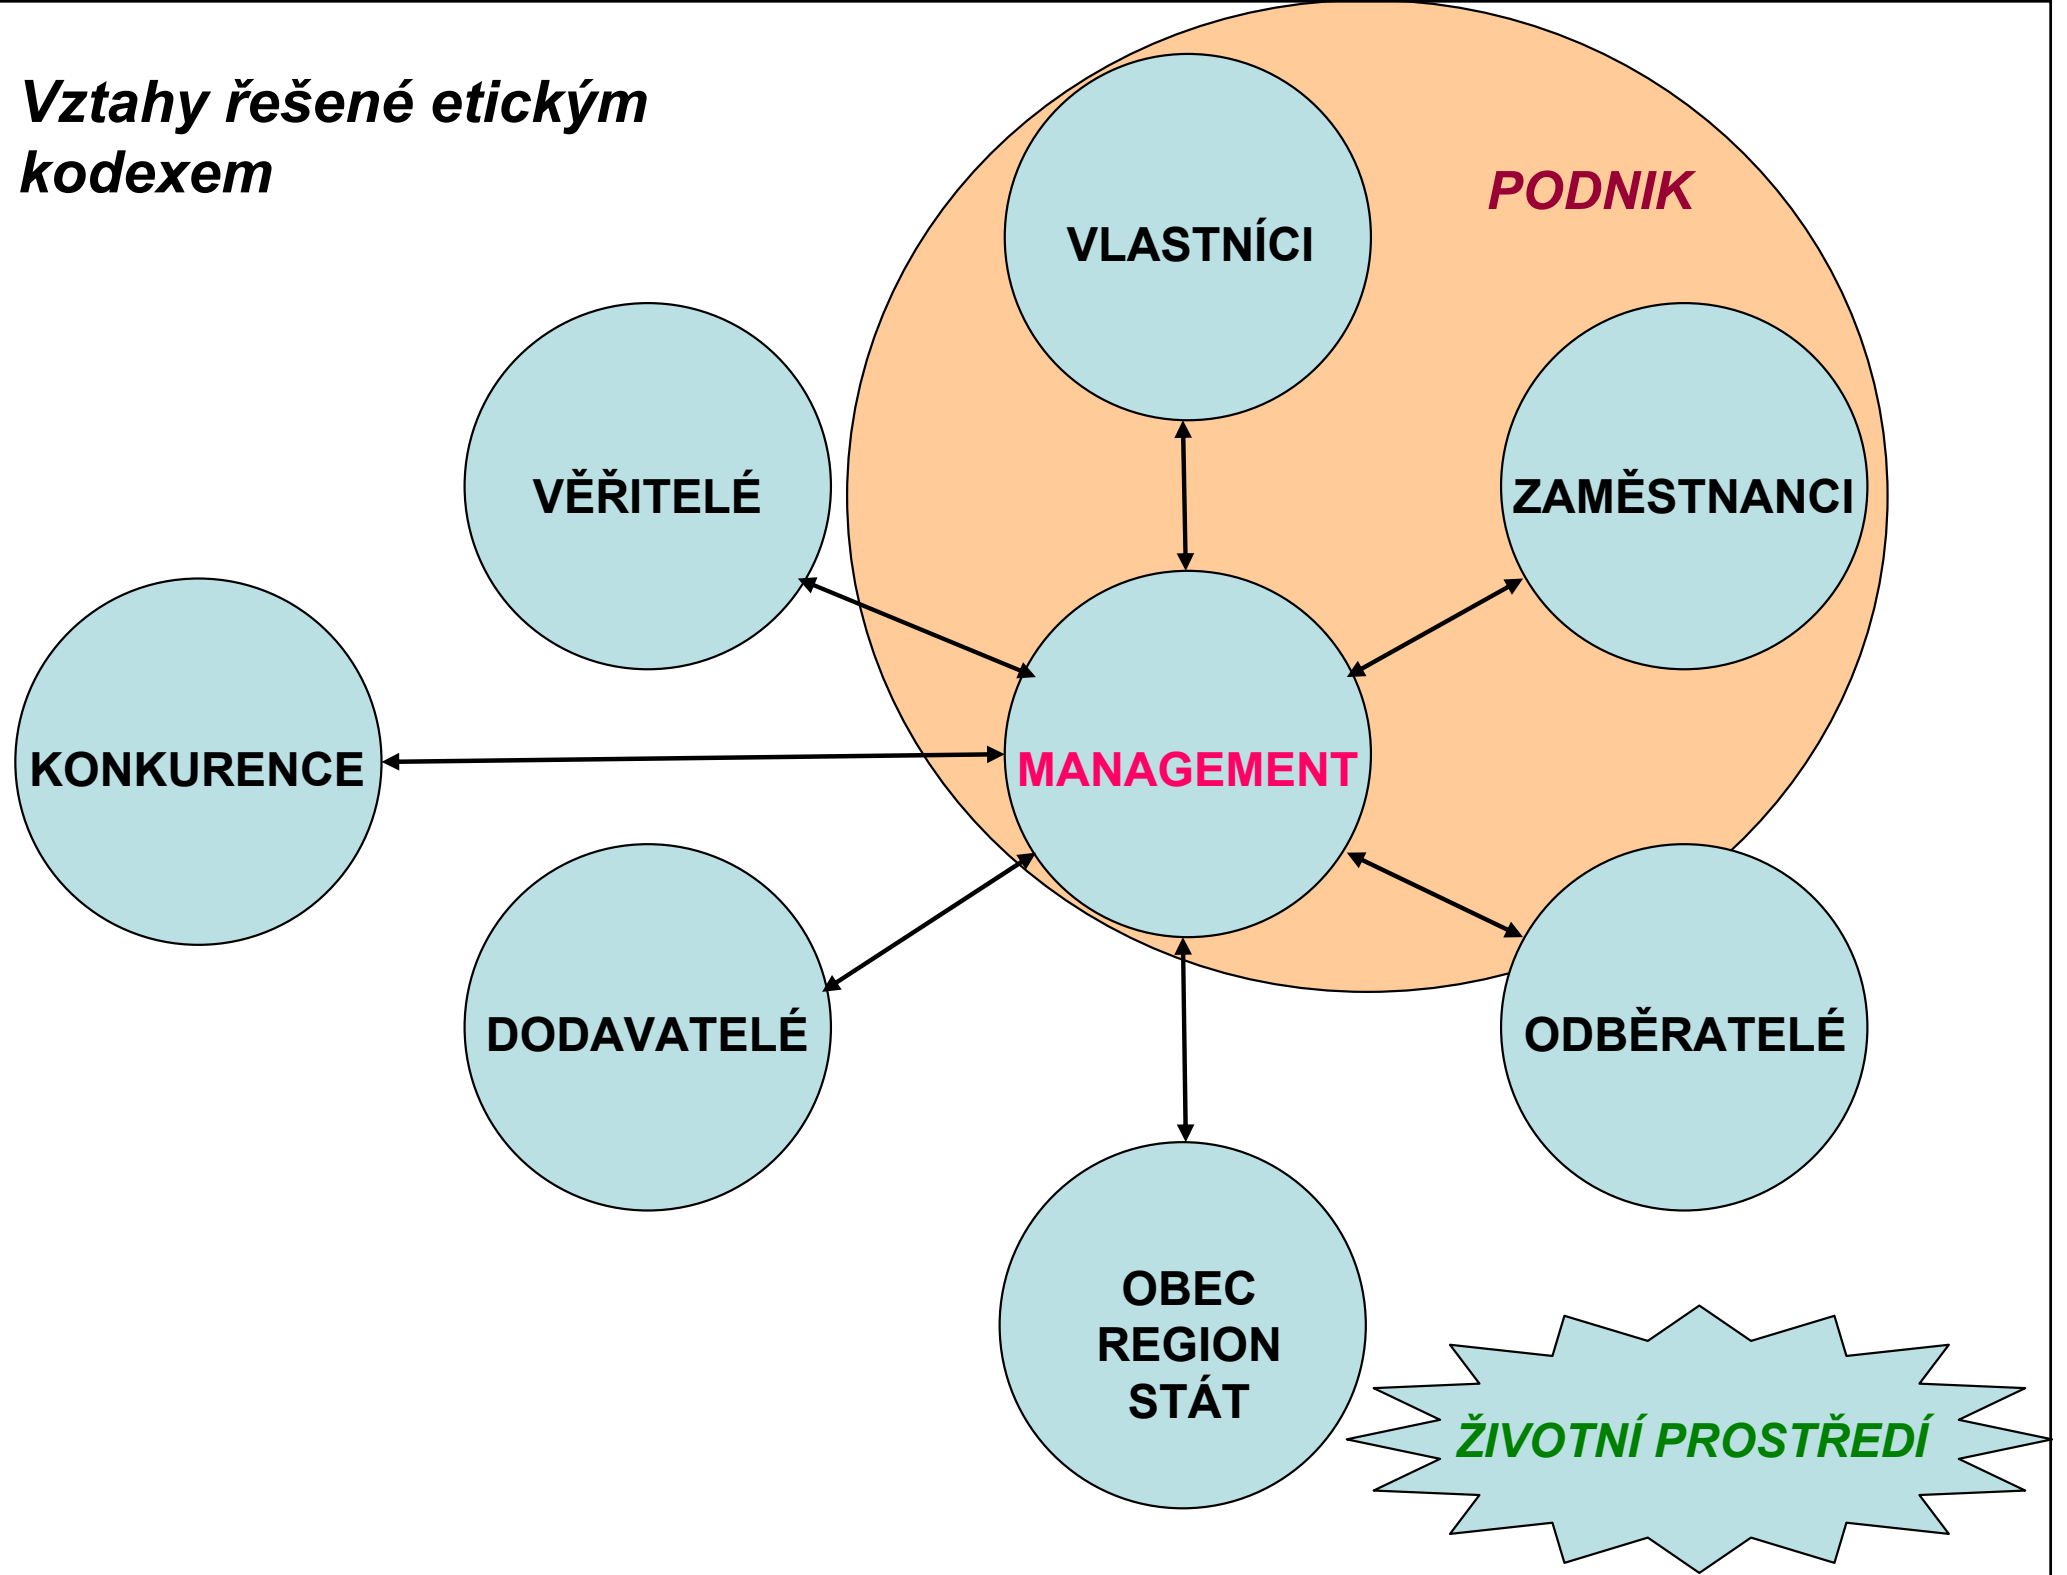 Vztahy řešené etickým
kodexem
PODNIK
VLASTNÍCI
VĚŘITELÉ
ZAMĚSTNANCI
KONKURENCE
MANAGEMENT
DODAVATELÉ
ODBĚRATELÉ
OBEC
REGION
STÁT
ŽIVOTNÍ PROSTŘEDÍ